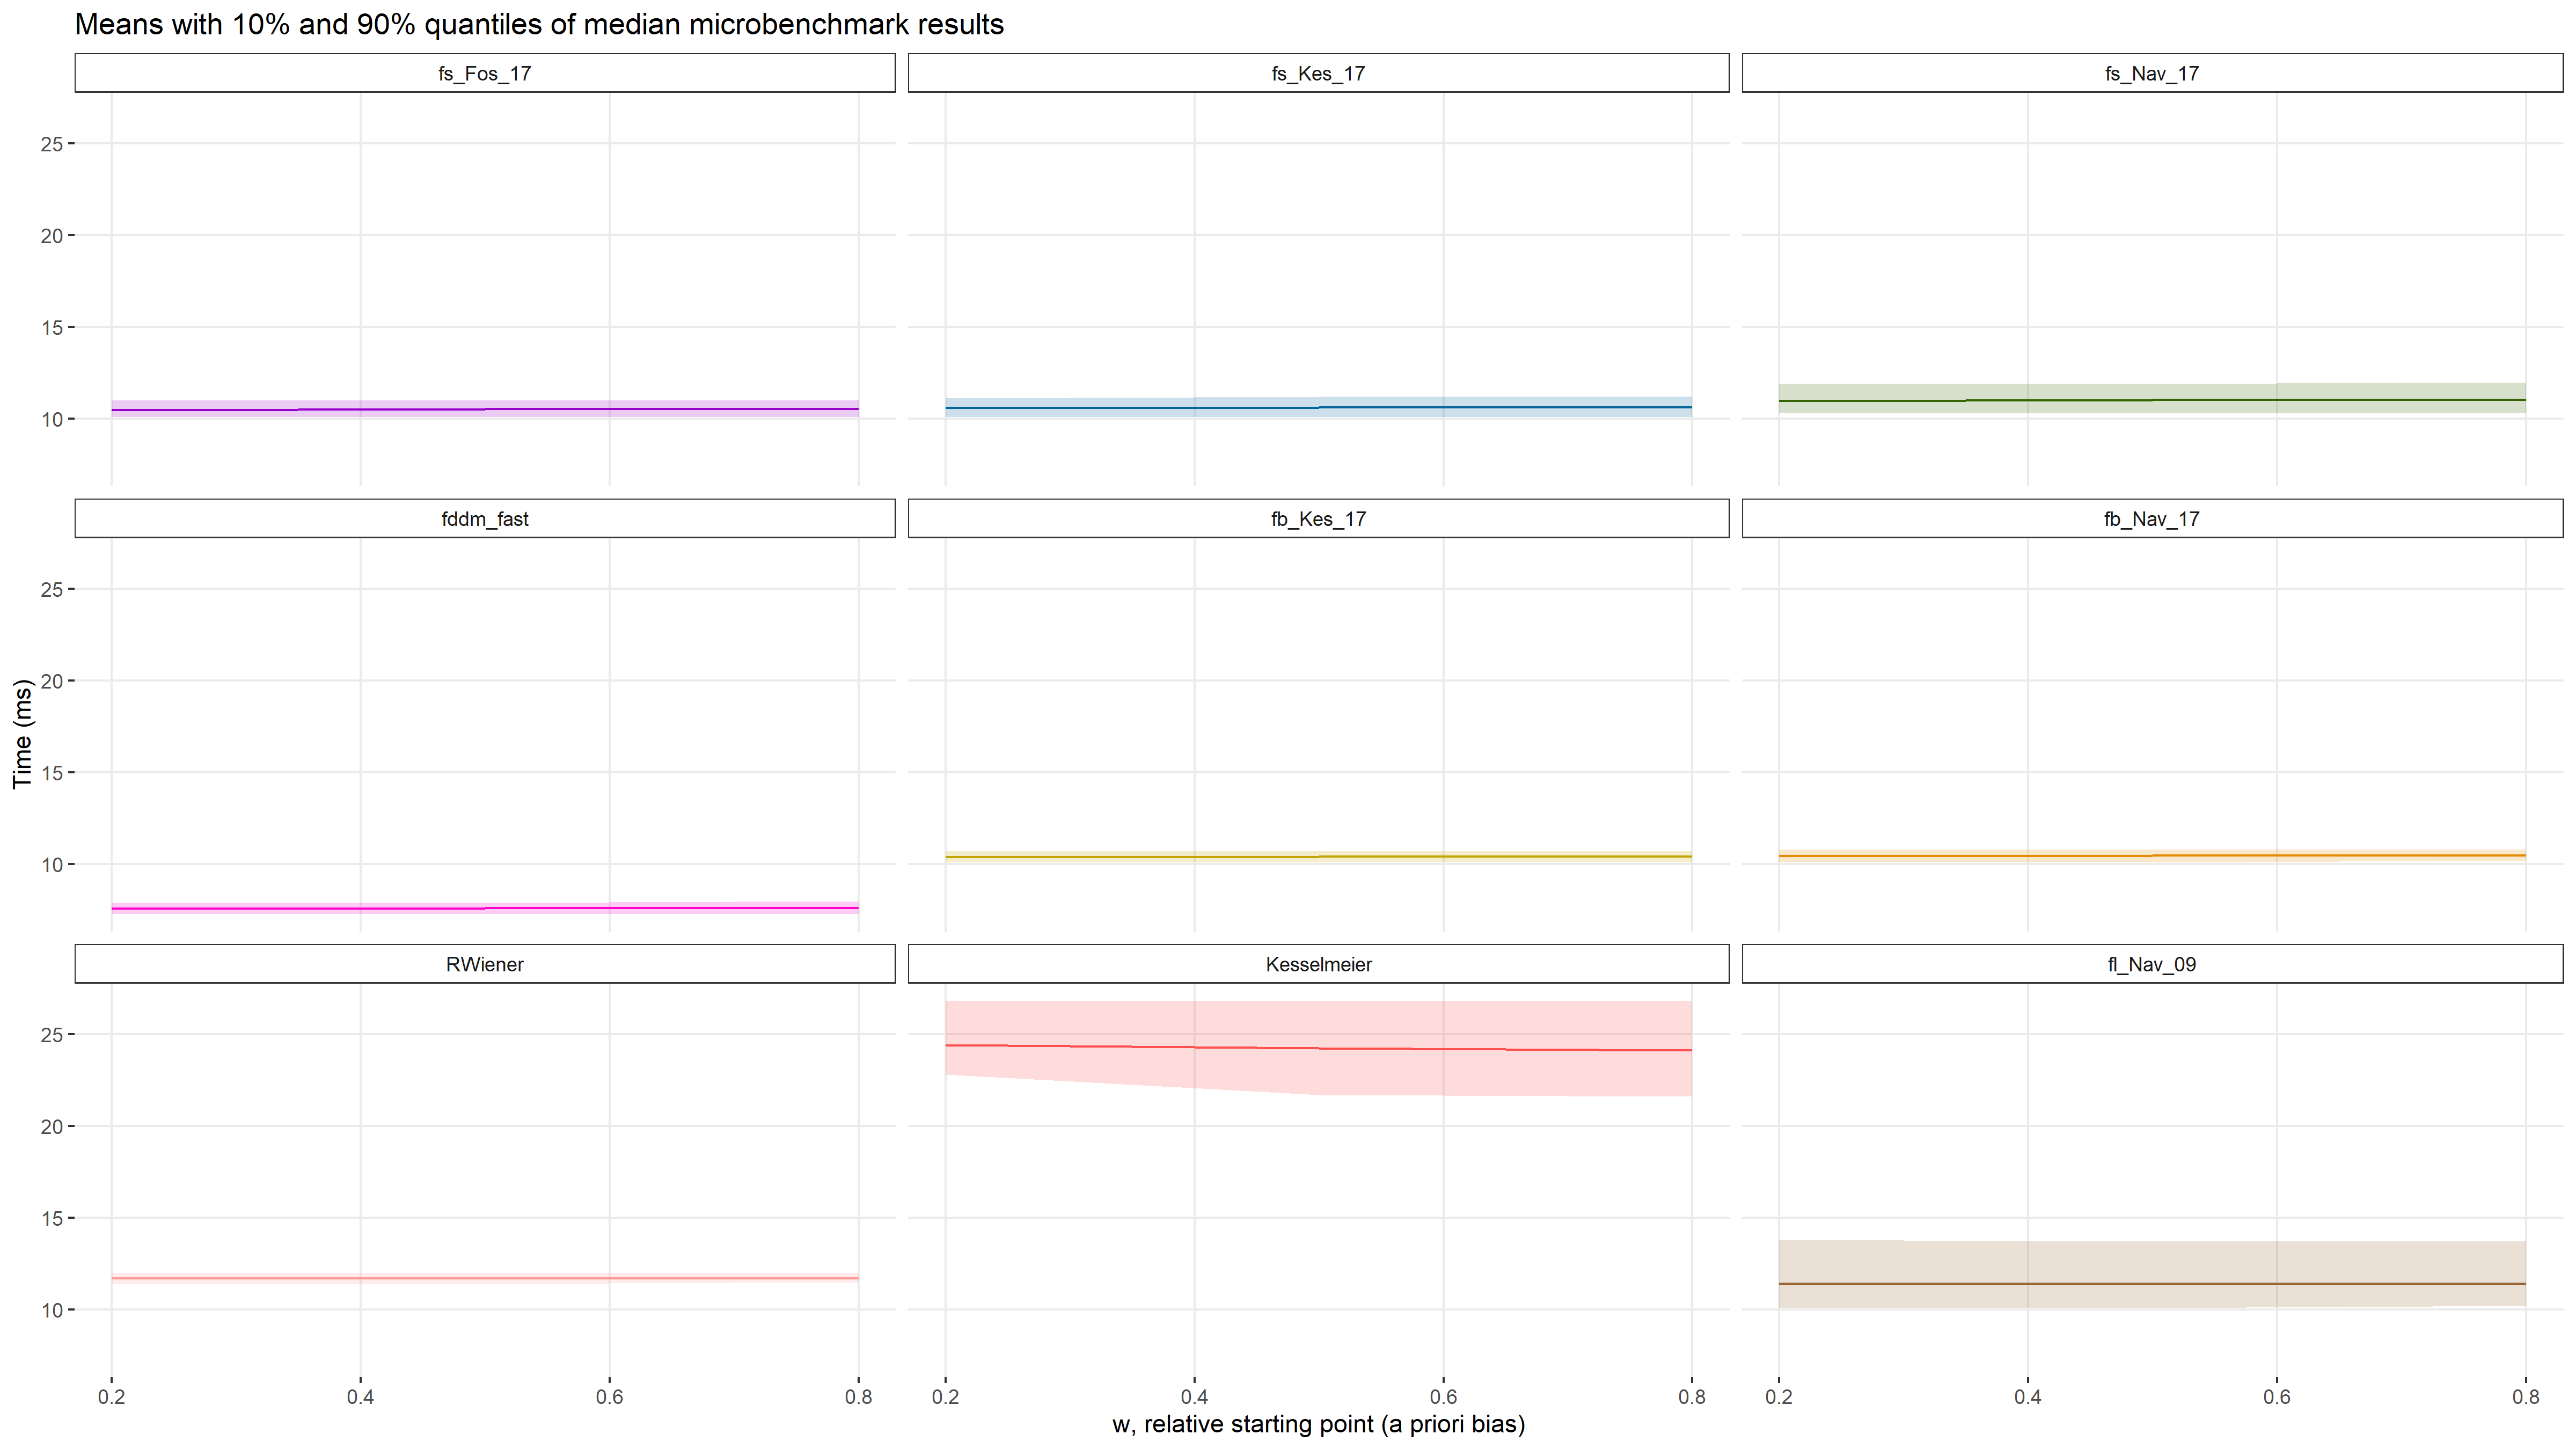 Means with 10% and 90% quantiles of median microbenchmark results
fs_Fos_17
fs_Kes_17
fs_Nav_17
25
20
15
10
fddm_fast
fb_Kes_17
fb_Nav_17
25
20
15
10
Time (ms)
RWiener
Kesselmeier
fl_Nav_09
25
20
15
10
0.2 0.4 0.6 0.8 0.2 0.4 0.6 0.8 0.2 0.4 0.6 0.8
w, relative starting point (a priori bias)